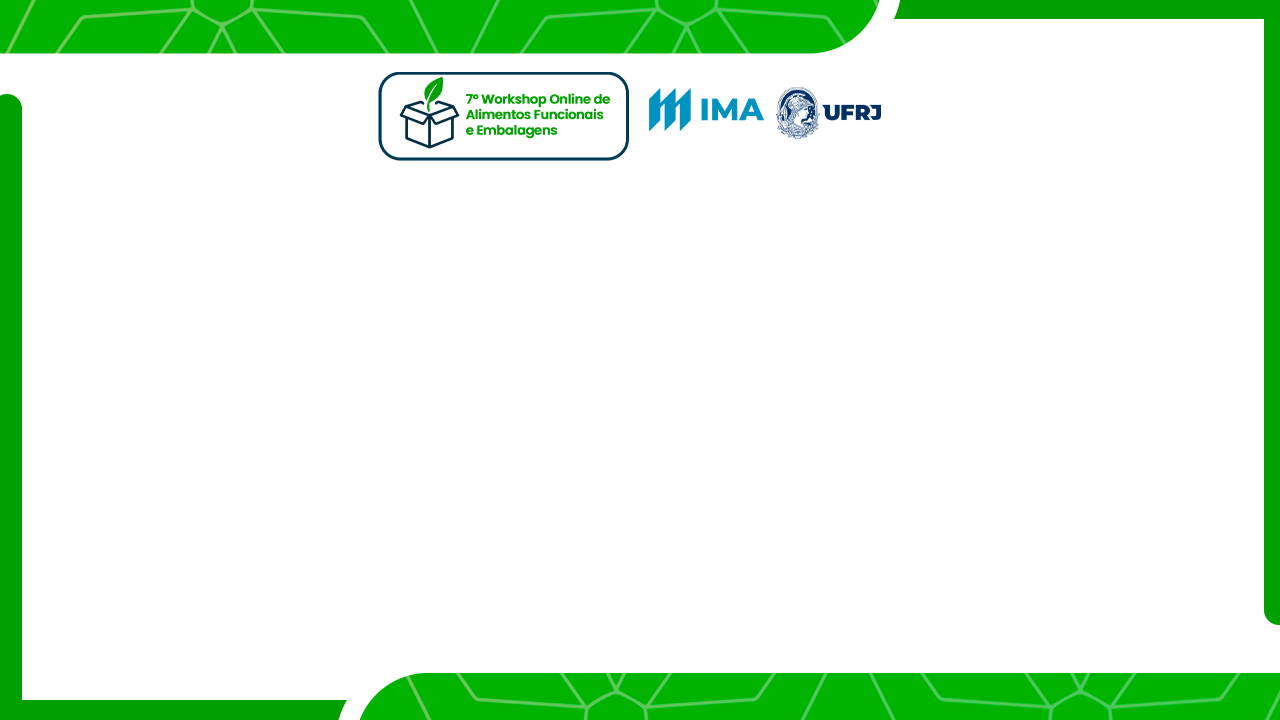 7º Workshop Online de
Alimentos Funcionais
e Embalagens
IMA
UFRJ